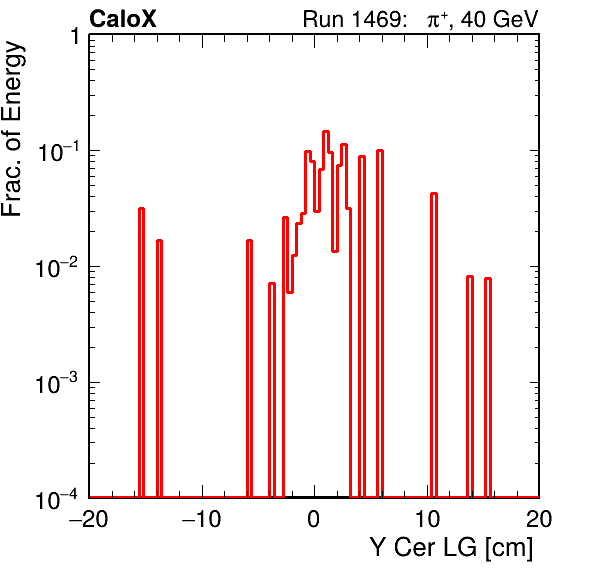 CaloX Run 1469: π⁺, 40 GeV
Frac. of Energy
1
10⁻¹
10⁻²
10⁻³
10⁻⁴
−20 −10 0 10 20
Y Cer LG [cm]